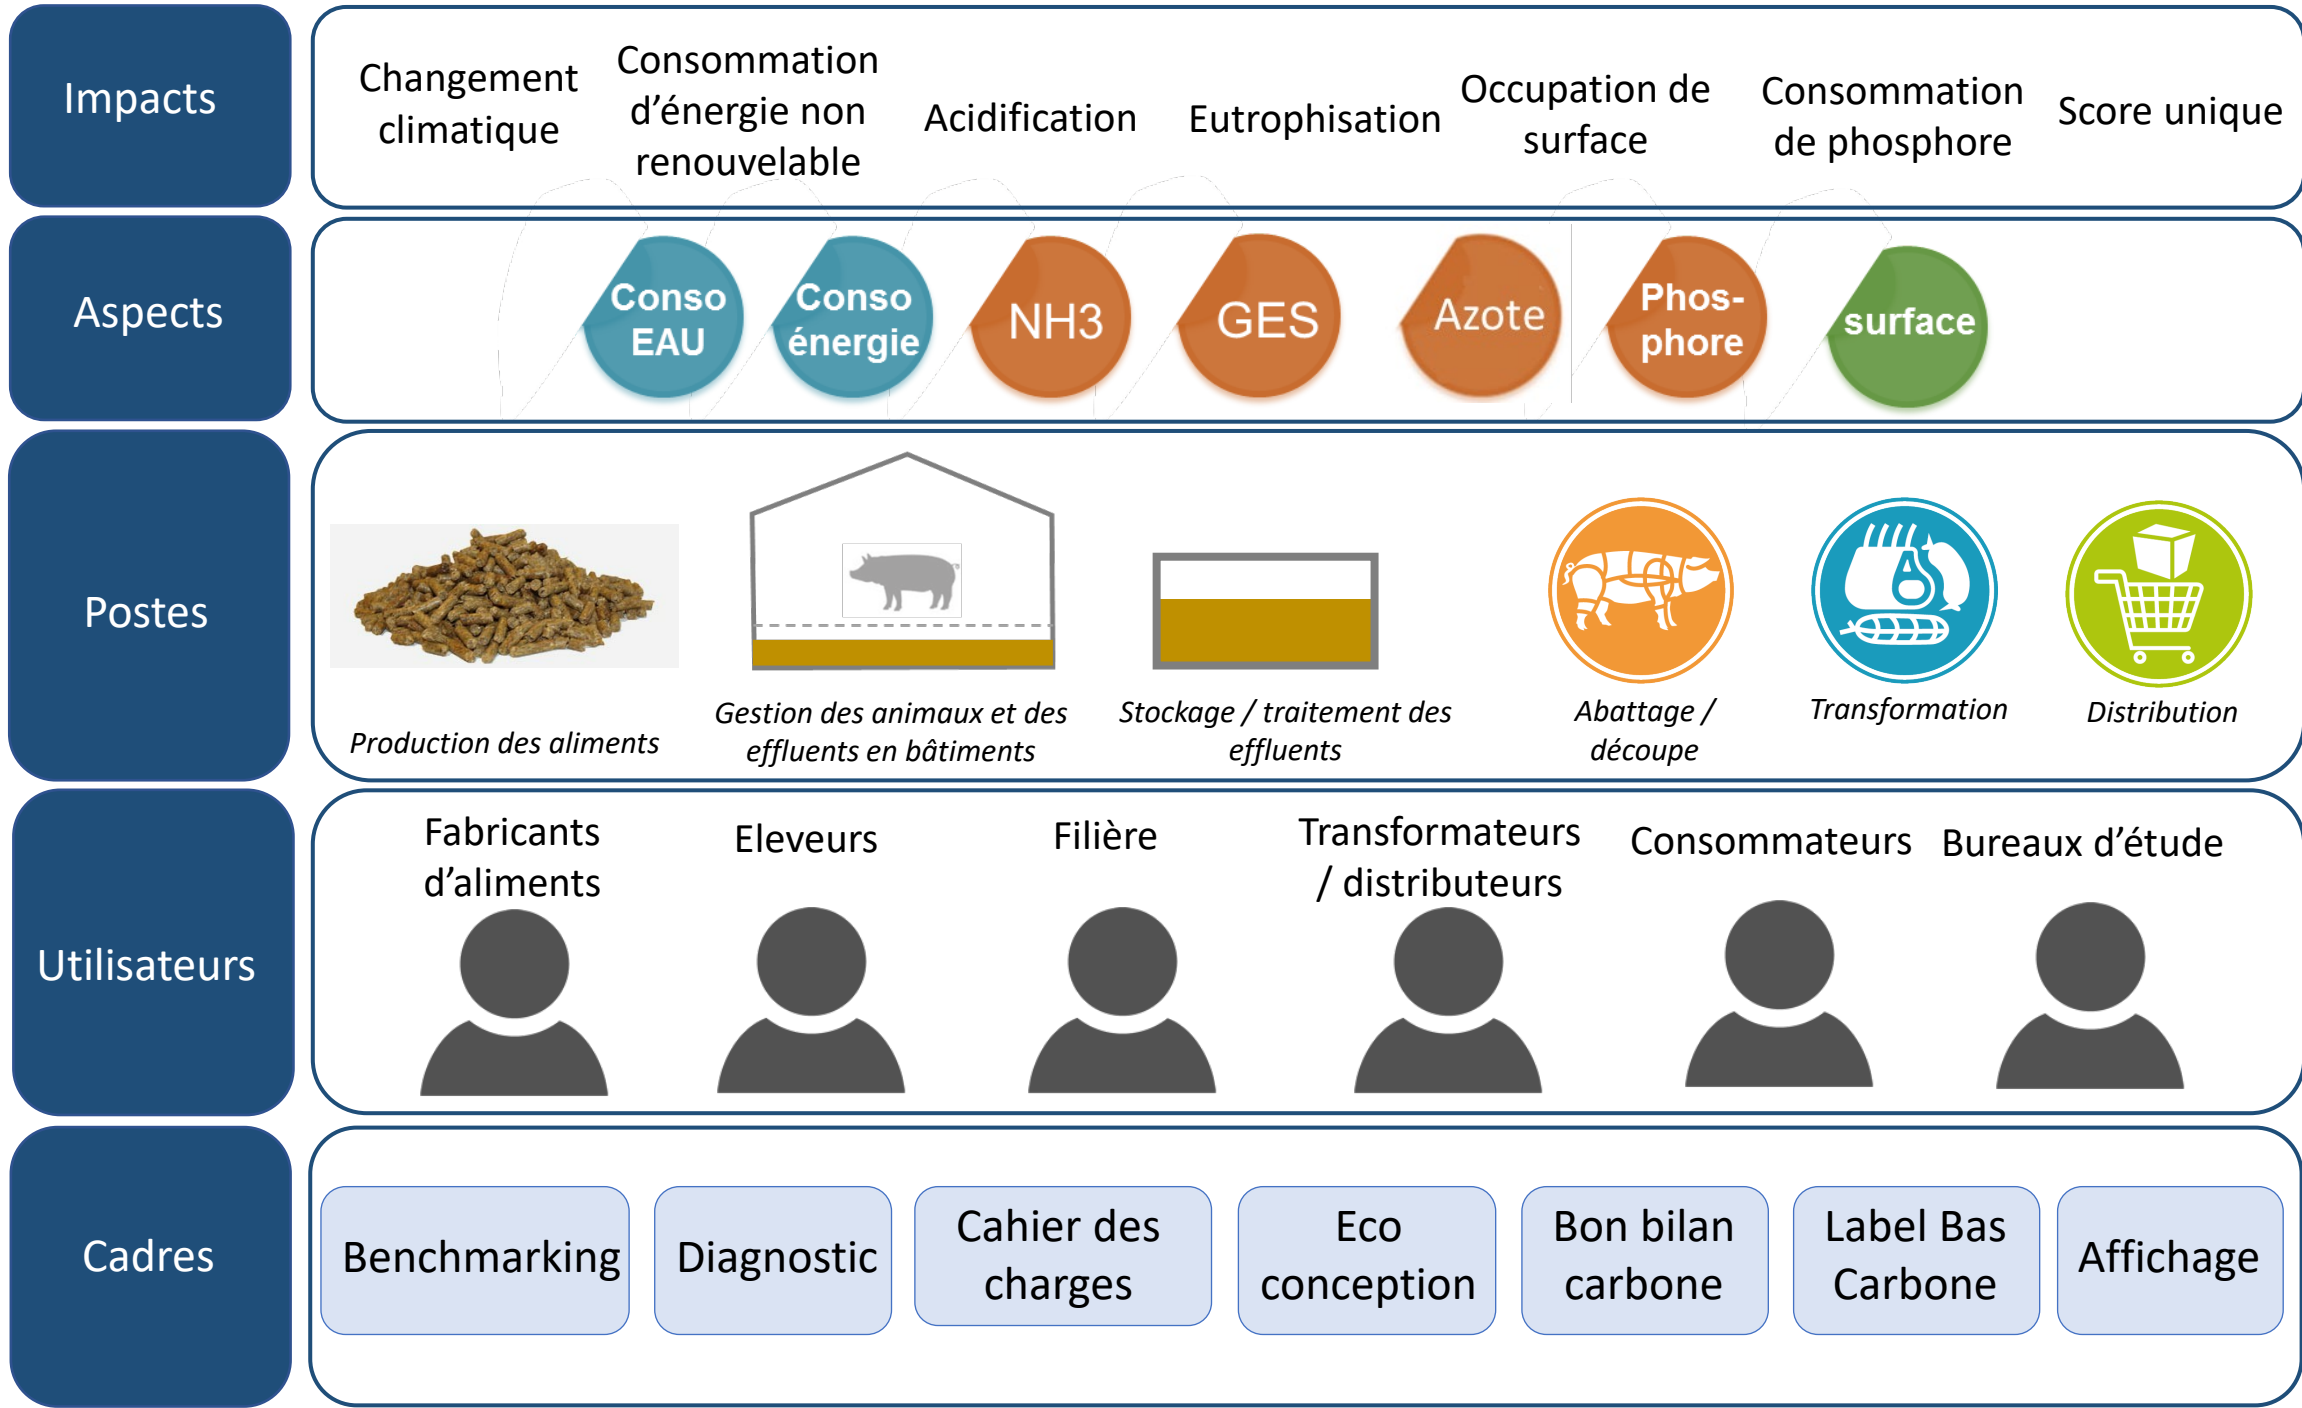 Impacts
Changement
climatique
Consommation
d’énergie non
renouvelable
Acidification
Eutrophisation
Occupation de
surface
Consommation
de phosphore
Score unique
Aspects
Conso
EAU
Conso
énergie
NH3
GES
Azote
Phos-
phore
surface
Postes
Production des aliments
Gestion des animaux et des
effluents en bâtiments
Stockage / traitement des
effluents
Abattage /
découpe
Transformation
Distribution
Utilisateurs
Fabricants
d’aliments
Eleveurs
Filière
Transformateurs
/ distributeurs
Consommateurs
Bureaux d’étude
Cadres
Benchmarking
Diagnostic
Cahier des
charges
Eco
conception
Bon bilan
carbone
Label Bas
Carbone
Affichage